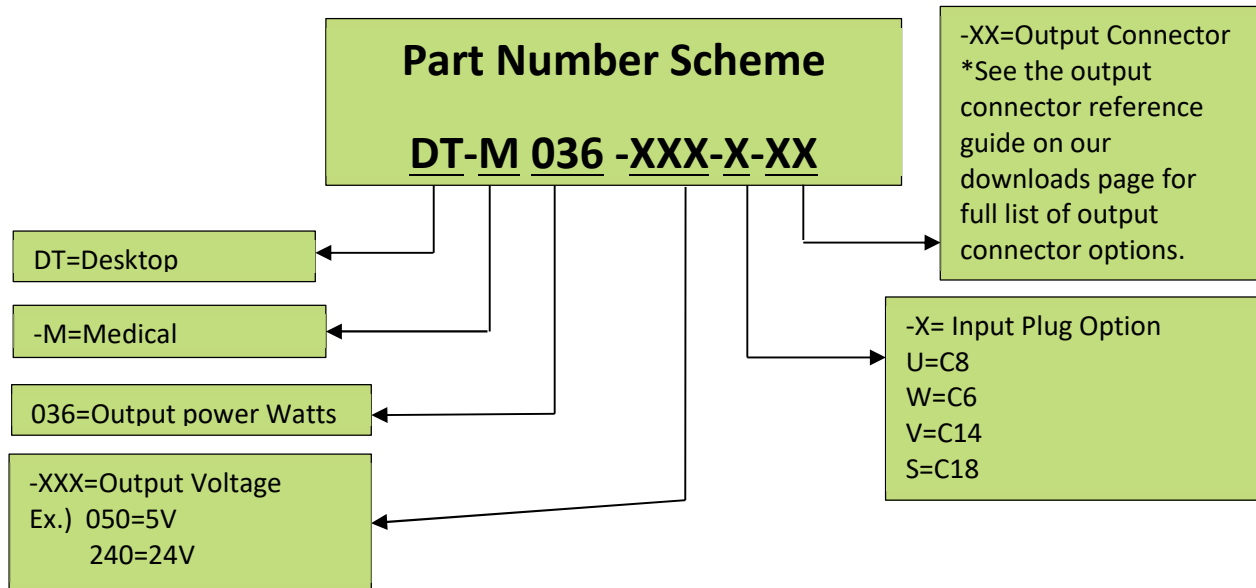 Part Number Scheme
DT-M 036 -XXX-X-XX
DT=Desktop
-M=Medical
036=Output power Watts
-XXX=Output Voltage
Ex.) 050=5V
240=24V
-XX=Output Connector
*See the output
connector reference
guide on our
downloads page for
full list of output
connector options.
-X= Input Plug Option
U=C8
W=C6
V=C14
S=C18